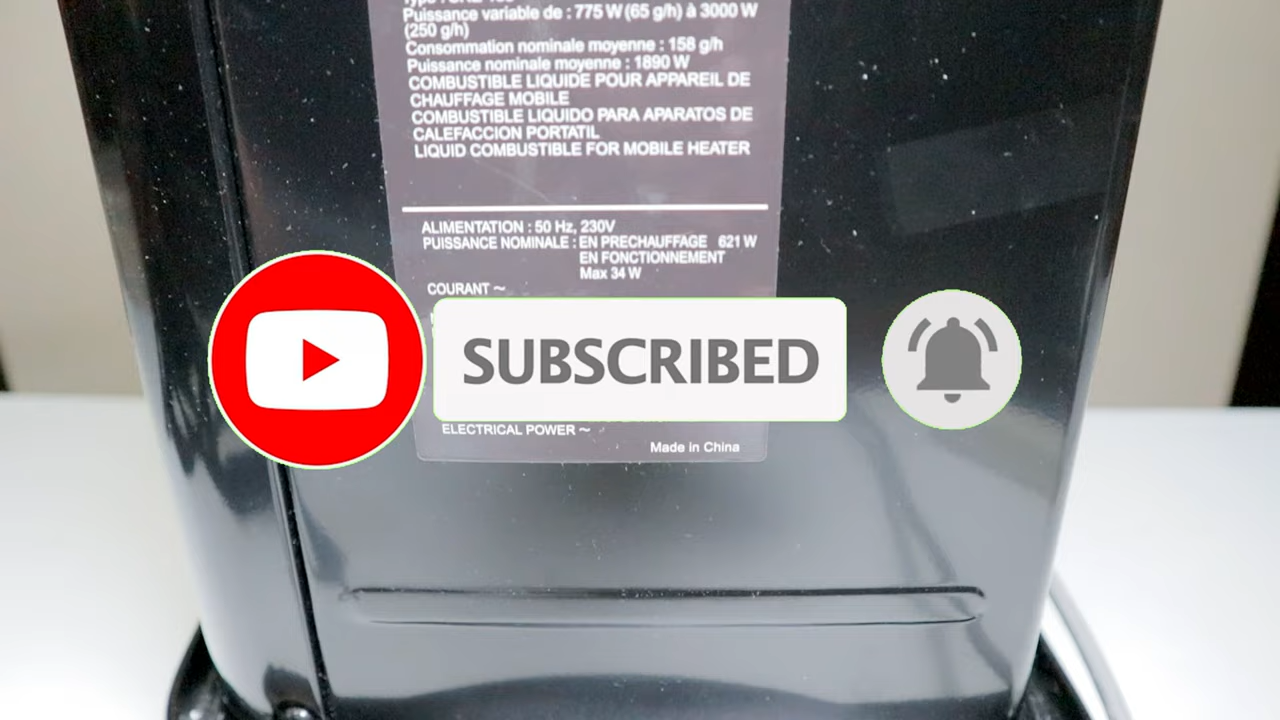 Puissance variable de : 775 W (65 g/h) à 3000 W
(250 g/h)
Consommation nominale moyenne : 158 g/h
Puissance nominale moyenne : 1890 W
COMBUSTIBLE LIQUIDE POUR APPAREIL DE
CHAUFFAGE MOBILE
COMBUSTIBLE LIQUIDO PARA APARATOS DE
CALEFACCION PORTATIL
LIQUID COMBUSTIBLE FOR MOBILE HEATER
ALIMENTATION : 50 Hz, 230V
PUISSANCE NOMINALE : EN PRECHAUFFAGE 621 W
EN FONCTIONNEMENT
Max 34 W
COURANT ~
SUBSCRIBED
ELECTRICAL POWER ~
Made in China